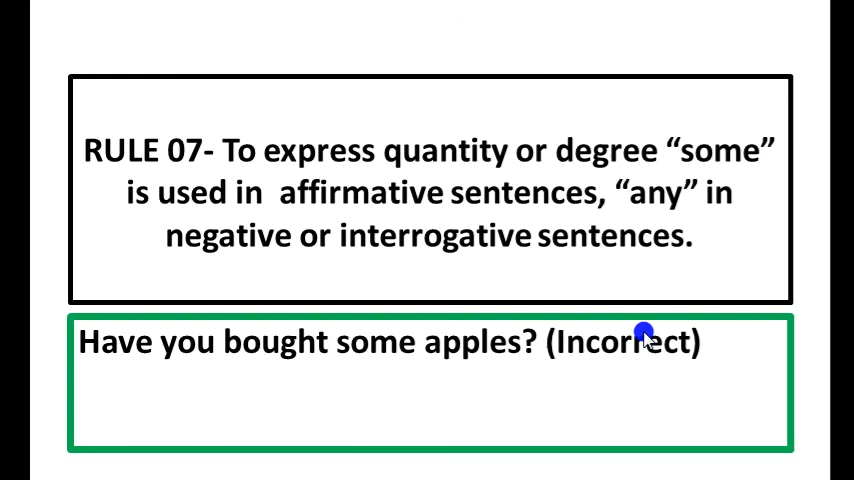 RULE 07- To express quantity or degree “some”
is used in affirmative sentences, “any” in
negative or interrogative sentences.
Have you bought some apples? (Incorrect)